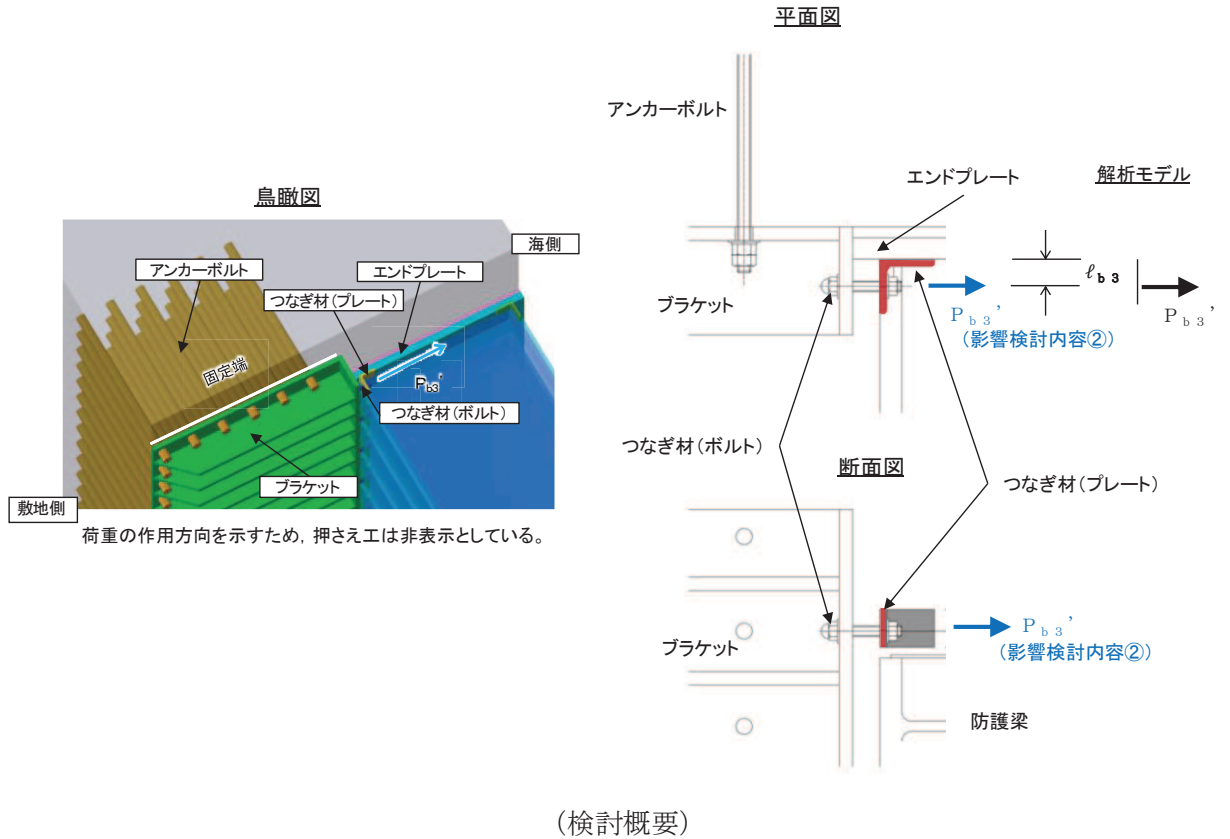 鳥瞰図
海側
アンカーボルト
エンドプレート
つなぎ材(プレート)
固定端
Pb3'
つなぎ材(ボルト)
ブラケット
敷地側
荷重の作用方向を示すため,押さえ工は非表示としている。
平面図
アンカーボルト
エンドプレート
解析モデル
ℓb3
ブラケット
Pb3'
(影響検討内容②)
Pb3'
つなぎ材(ボルト)
断面図
つなぎ材(プレート)
Pb3'
(影響検討内容②)
ブラケット
防護梁
(検討概要)